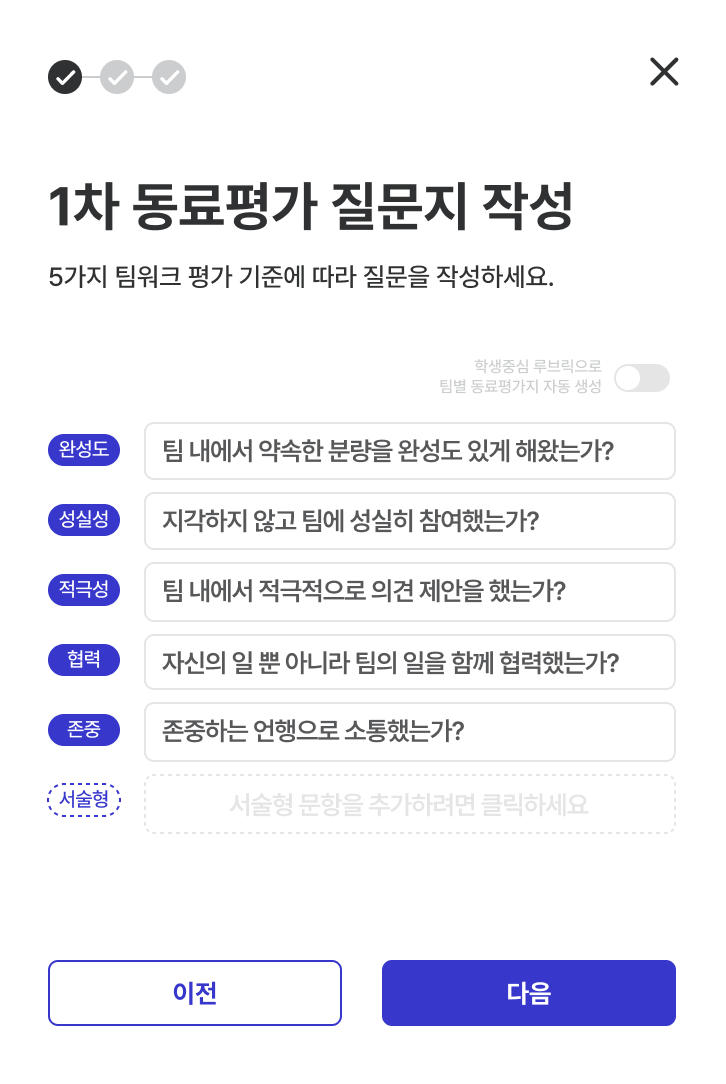 1차 동료평가 질문지 작성
5가지 팀워크 평가 기준에 따라 질문을 작성하세요.
학생중심 루브릭으로
팀별 동료평가지 자동 생성
완성도 팀 내에서 약속한 분량을 완성도 있게 해왔는가?
성실성 지각하지 않고 팀에 성실히 참여했는가?
적극성 팀 내에서 적극적으로 의견 제안을 했는가?
협력 자신의 일 뿐 아니라 팀의 일을 함께 협력했는가?
존중 존중하는 언행으로 소통했는가?
서술형 서술형 문항을 추가하려면 클릭하세요
이전 다음